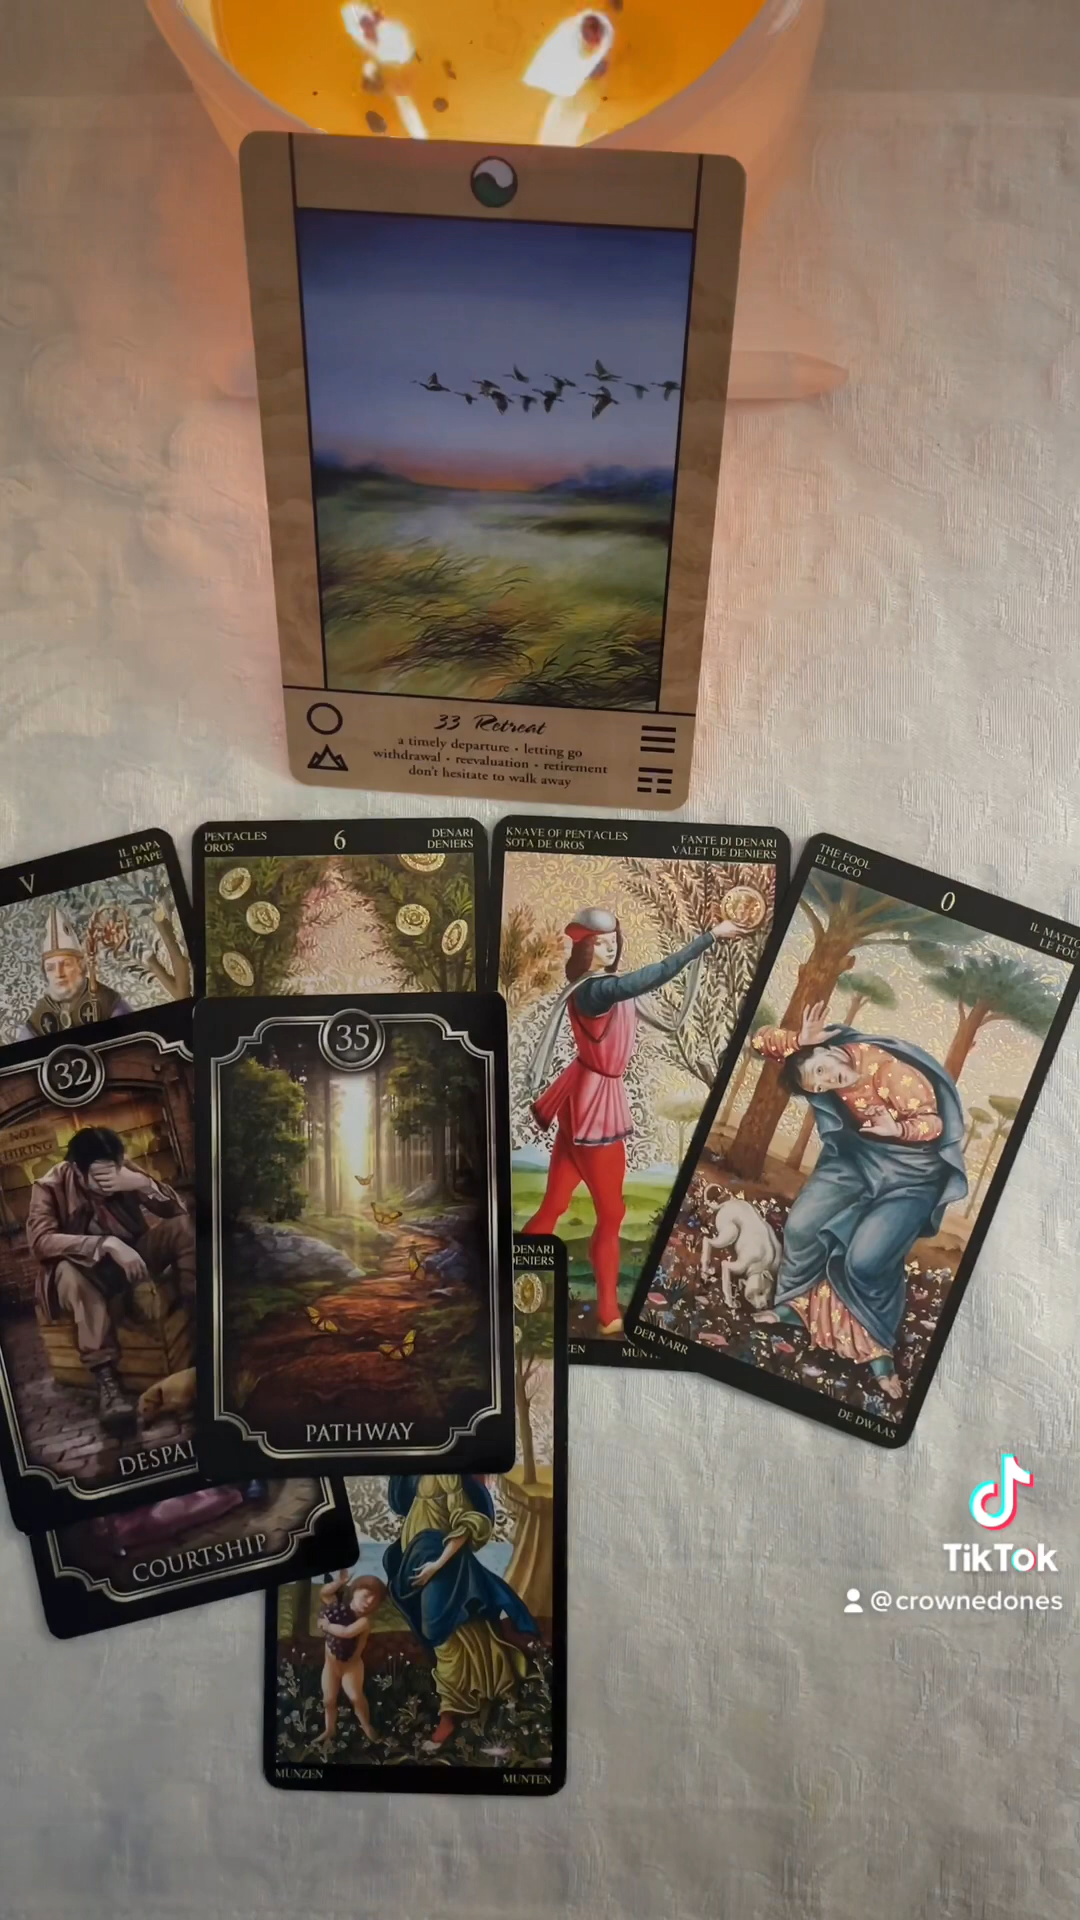 33 Retreat
a timely departure • letting go
withdrawal • reevaluation • retirement
don't hesitate to walk away
V
IL PAPA
LE PAPE
PENTACLES
OROS
6
DENARI
DENIERS
KNAVE OF PENTACLES
SOTA DE OROS
FANTE DI DENARI
VALET DE DENIERS
THE FOOL
EL LOCO
0
IL MATTO
LE FOU
32
NOT
HIRING
DESPAI
35
PATHWAY
COURTSHIP
DENARI
DENIERS
DER NARR
DE DWAAS
MÜNZEN
MUNTEN
TikTok
@crownedones